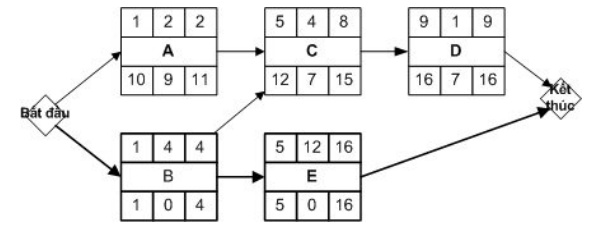 1 2 2 5 4 8 9 1 9
A C D
10 9 11 12 7 15 16 7 16
Bắt đầu
Kết
thúc
1 4 4 5 12 16
B E
1 0 4 5 0 16